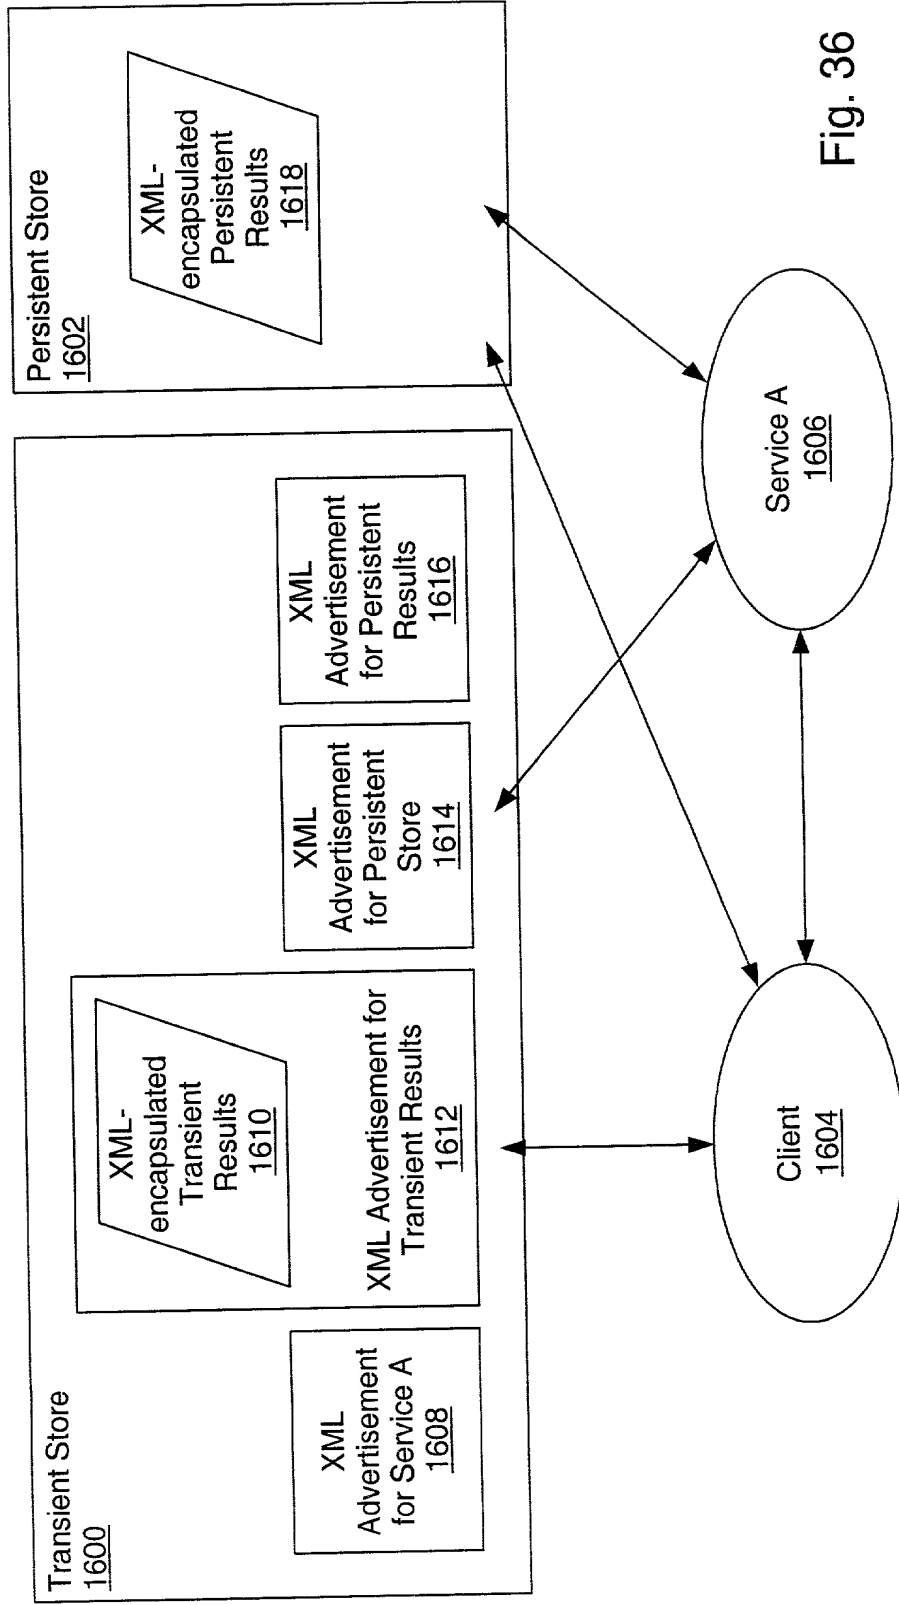 Transient Store
1600
XML
Advertisement
for Service A
1608
XML-
encapsulated
Transient
Results
1610
XML Advertisement for
Transient Results
1612
XML
Advertisement
for Persistent
Store
1614
XML
Advertisement
for Persistent
Results
1616
Persistent Store
1602
XML-
encapsulated
Persistent
Results
1618
Client
1604
Service A
1606
Fig. 36